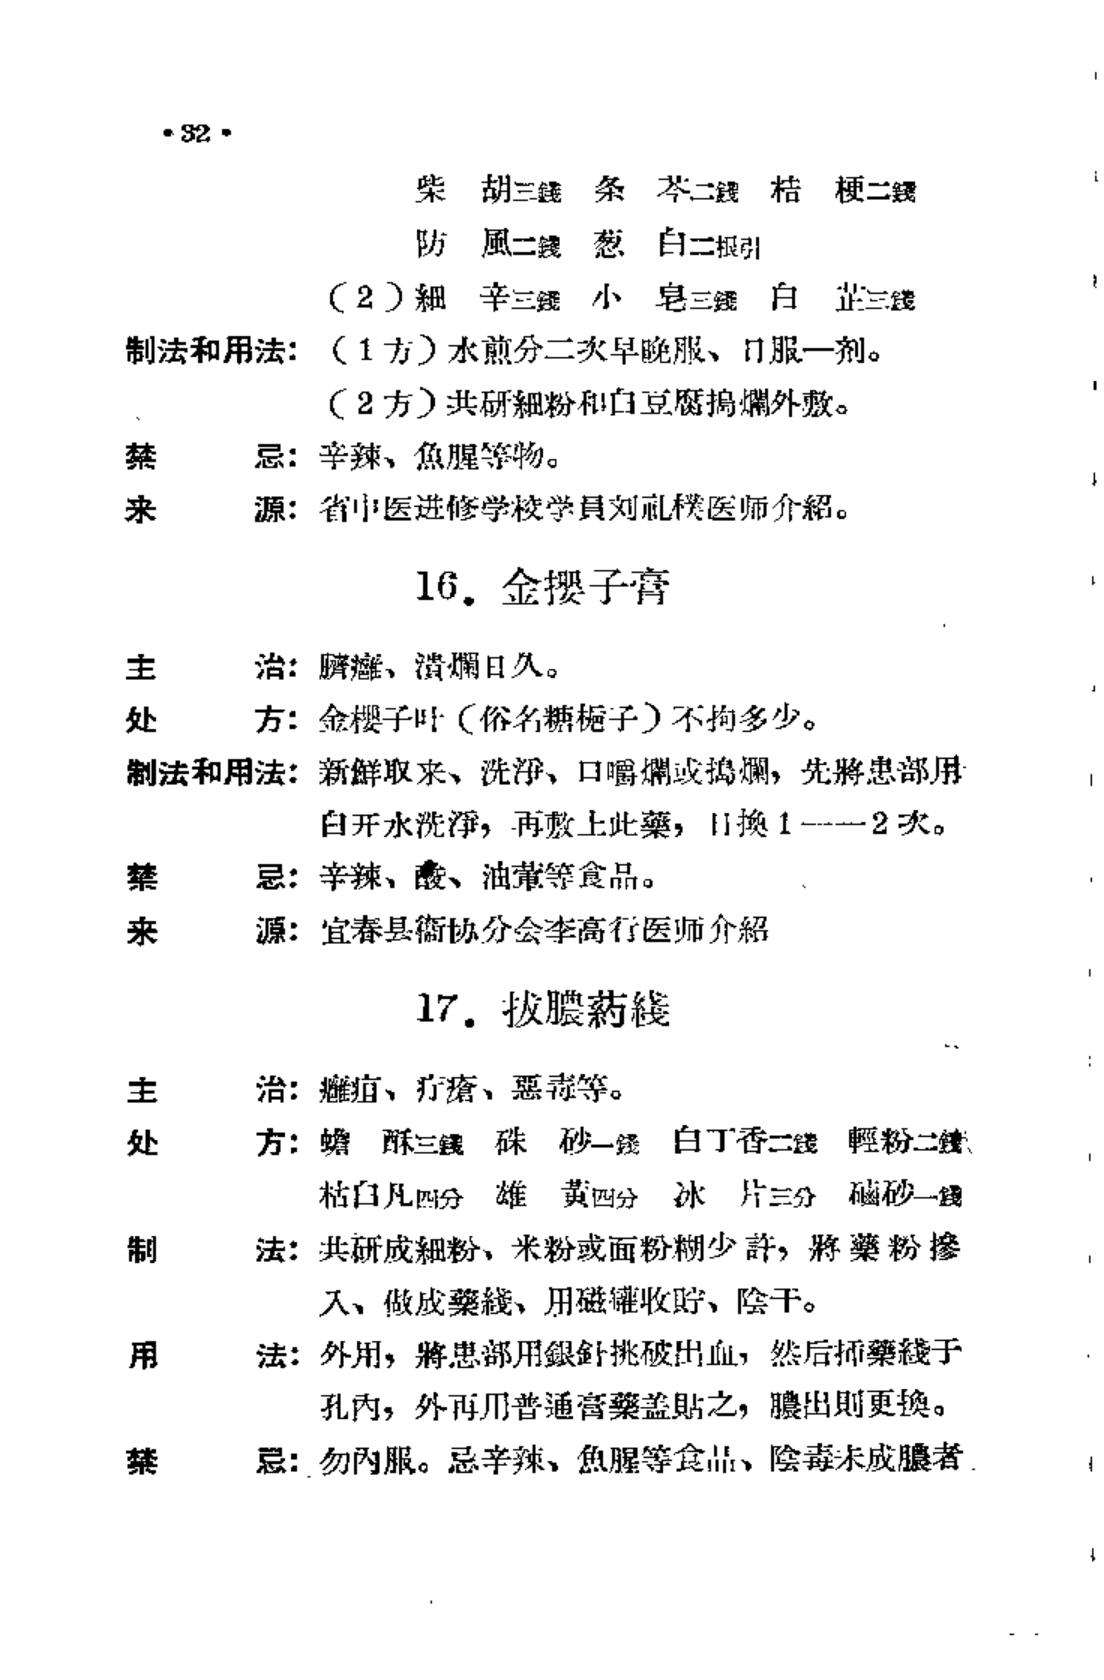 •32•
柴　胡三錢　条　芩二錢　桔　梗二錢
防　風二錢　葱　白二根引
（2）細　辛三錢　小　皂三錢　白　芷三錢
制法和用法：（1方）水煎分二次早晚服、日服一剂。
（2方）共研細粉和白豆腐搗爛外敷。
禁　　　忌：辛辣、魚腥等物。
来　　　源：省中医进修学校学員刘礼樸医师介紹。
16．金樱子膏
主　　　治：臍癰、潰爛日久。
处　　　方：金樱子叶（俗名糖梔子）不拘多少。
制法和用法：新鮮取来、洗淨、口嚼爛或搗爛，先將患部用
白开水洗淨，再敷上此藥，日換1——2次。
禁　　　忌：辛辣、酸、油葷等食品。
来　　　源：宜春县衞协分会李高行医师介紹
17．拔膿药綫
主　　　治：癰疽、疔瘡、惡毒等。
处　　　方：蟾　酥三錢　硃　砂一錢　白丁香二錢　輕粉二錢、
枯白凡四分　雄　黃四分　冰　片三分　硇砂一錢
制　　　法：共研成細粉、米粉或面粉糊少許，將藥粉摻
入、做成藥綫、用磁罐收貯、陰干。
用　　　法：外用，將患部用銀針挑破出血，然后揷藥綫于
孔內，外再用普通膏藥盖貼之，膿出則更換。
禁　　　忌：勿內服。忌辛辣、魚腥等食品、陰毒未成膿者